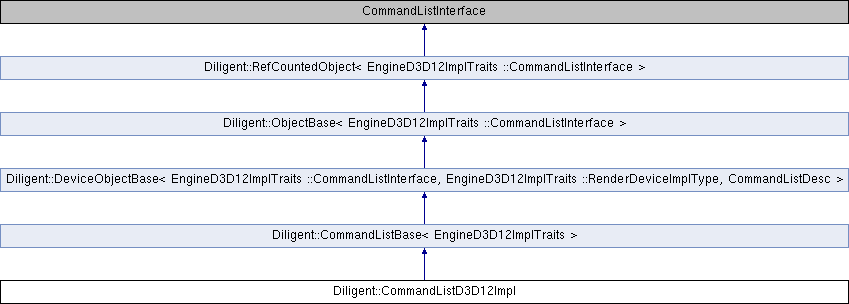 CommandListInterface
Diligent::RefCountedObject< EngineD3D12ImplTraits ::CommandListInterface >
Diligent::ObjectBase< EngineD3D12ImplTraits ::CommandListInterface >
Diligent::DeviceObjectBase< EngineD3D12ImplTraits ::CommandListInterface, EngineD3D12ImplTraits ::RenderDeviceImplType, CommandListDesc >
Diligent::CommandListBase< EngineD3D12ImplTraits >
Diligent::CommandListD3D12Impl